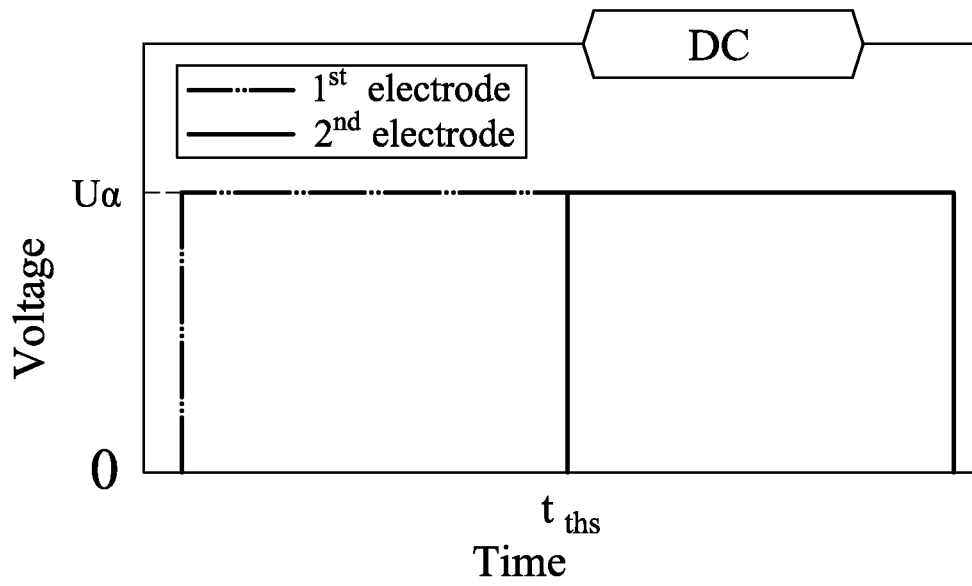 DC
1st electrode
2nd electrode
Uα
Voltage
0
t ths
Time